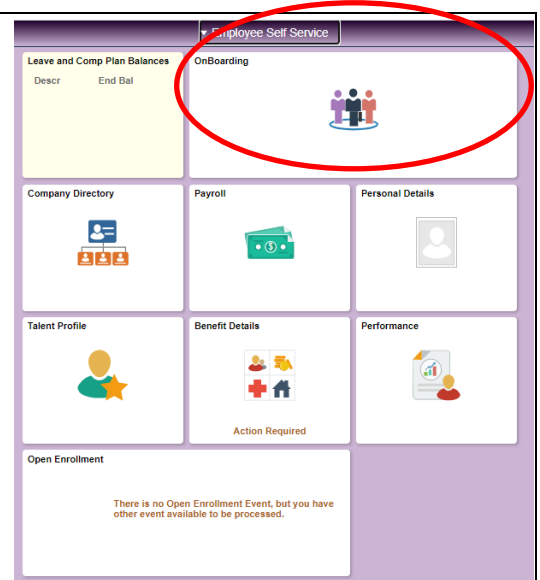 ▾ Employee Self Service
Leave and Comp Plan Balances
Descr End Bal
OnBoarding
Company Directory
Payroll
Personal Details
Talent Profile
Benefit Details
Action Required
Performance
Open Enrollment
There is no Open Enrollment Event, but you have
other event available to be processed.